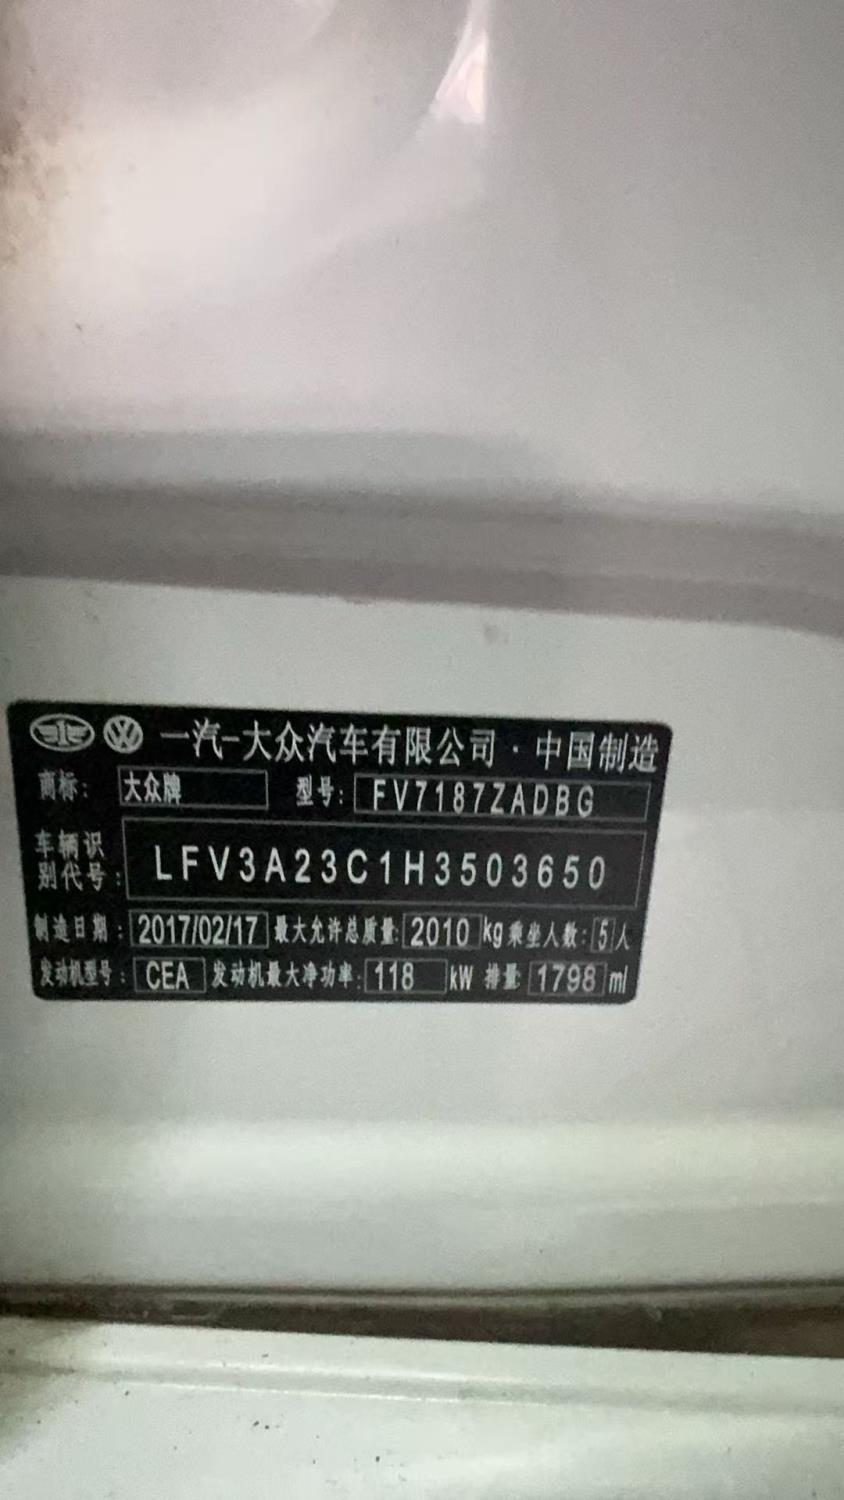 一汽-大众汽车有限公司·中国制造
商标: 大众牌 型号: FV7187ZADBG
车辆识别代号: LFV3A23C1H3503650
制造日期: 2017/02/17 最大允许总质量: 2010 kg 乘坐人数: 5 人
发动机型号: CEA 发动机最大净功率: 118 kW 排量 1798 ml